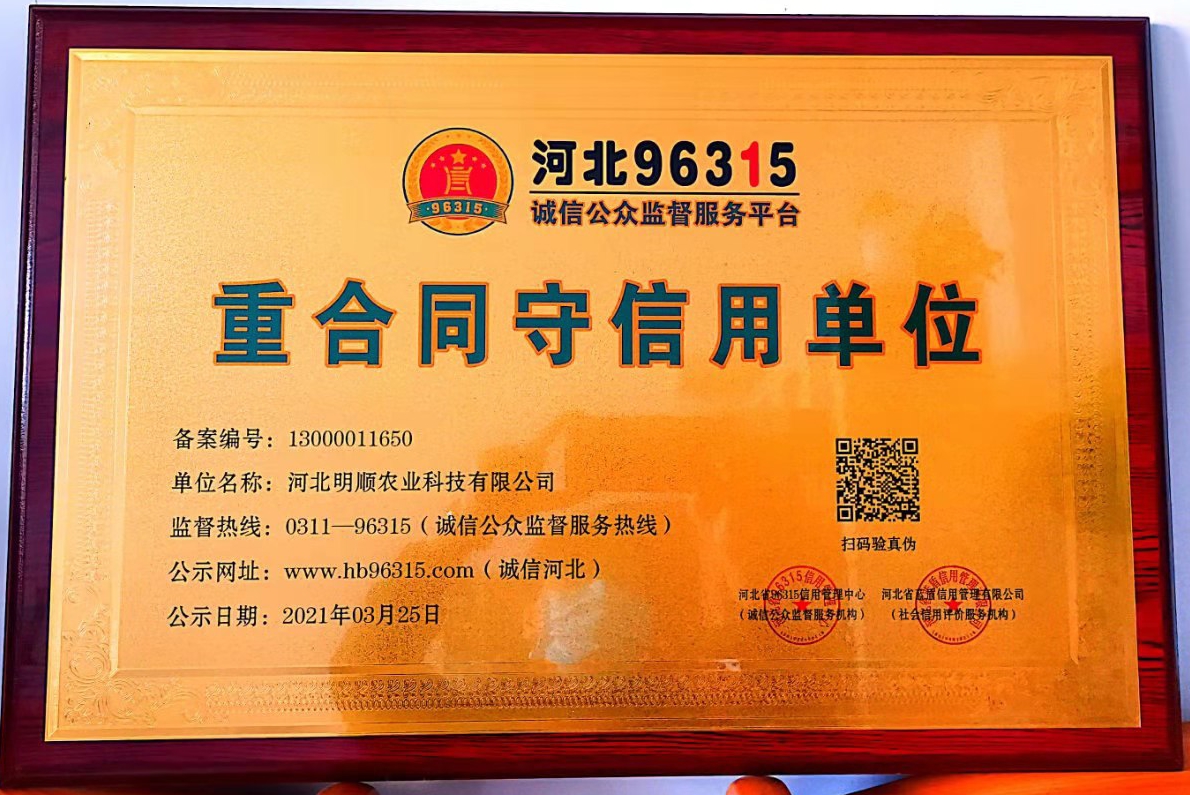 河北96315
·96315·
诚信公众监督服务平台
重合同守信用单位
备案编号：13000011650
单位名称：河北明顺农业科技有限公司
监督热线：0311—96315（诚信公众监督服务热线）
公示网址：www.hb96315.com（诚信河北）
公示日期：2021年03月25日
扫码验真伪
河北省96315信用管理中心
（诚信公众监督服务机构）
河北省盾信用管理有限公司
（社会信用评价服务机构）